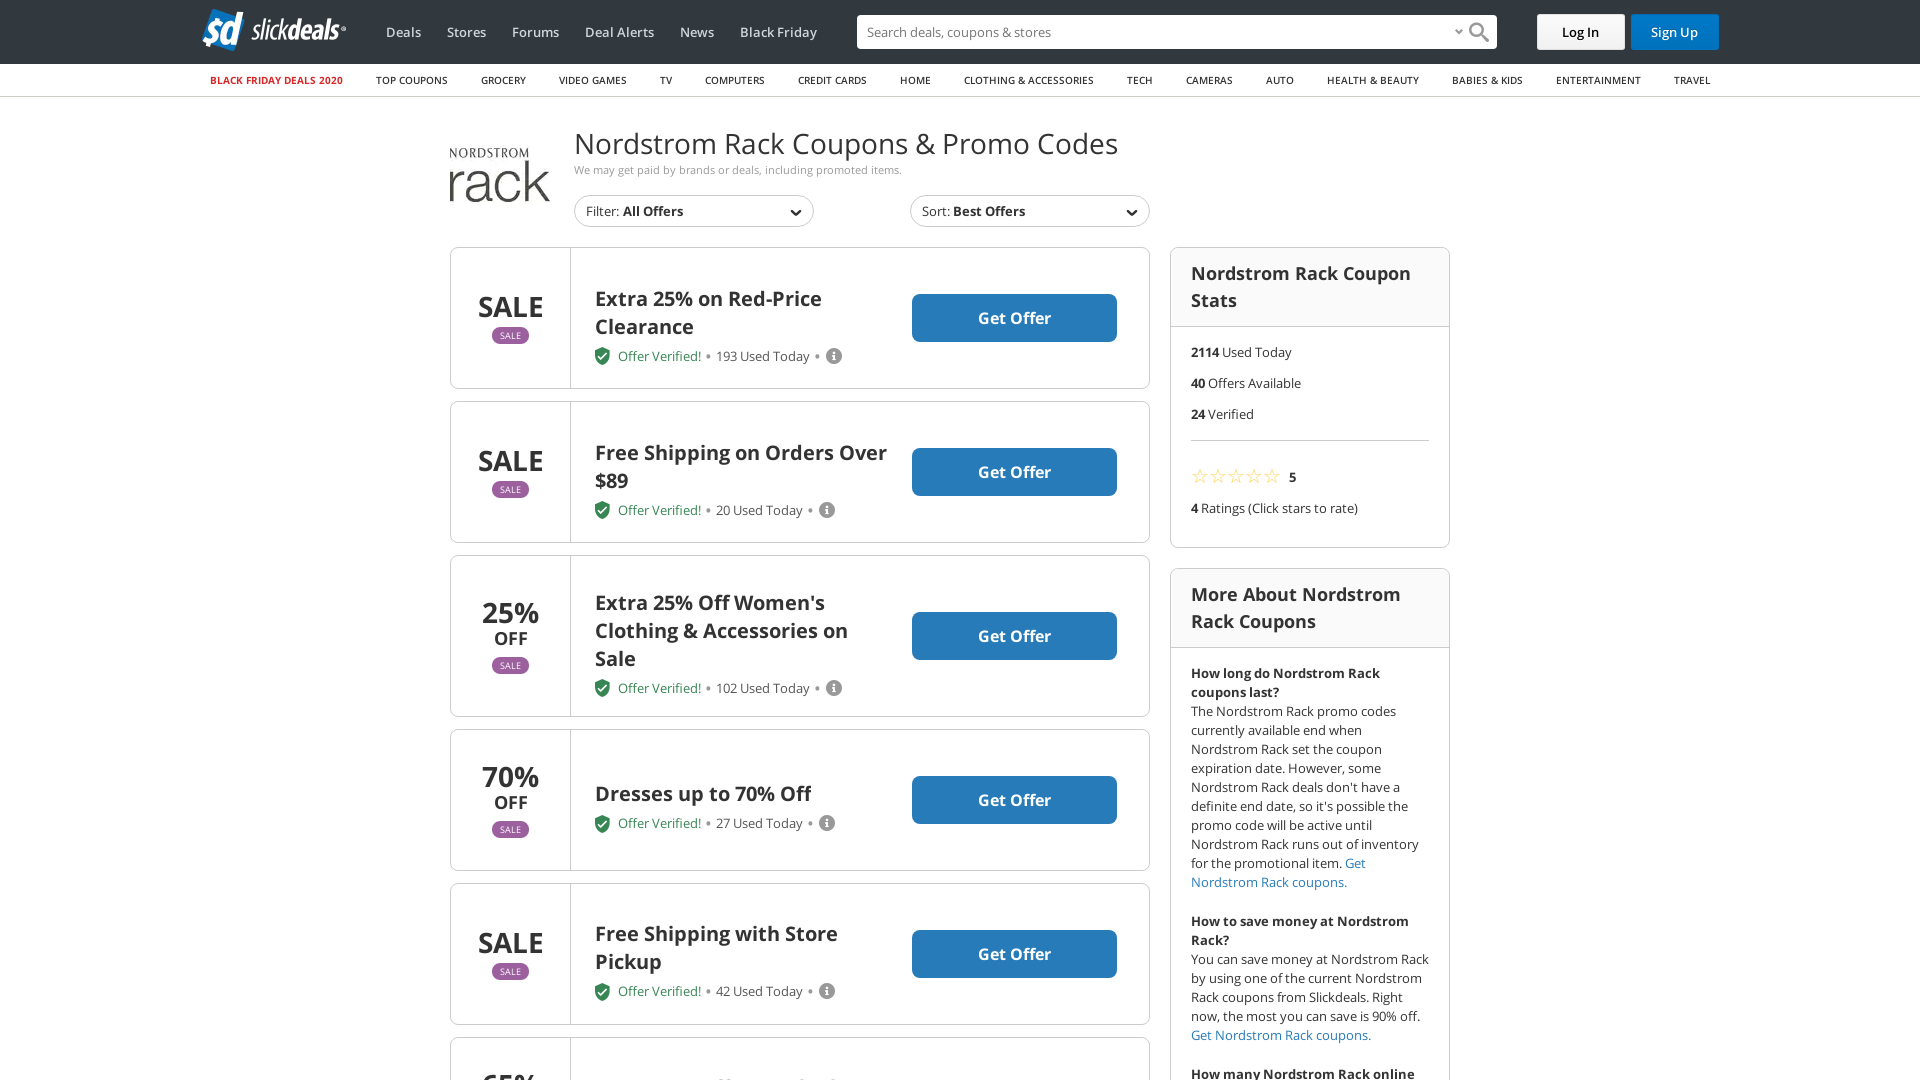 sd slickdeals
Deals Stores Forums Deal Alerts News Black Friday
Search deals, coupons & stores
Log In Sign Up
BLACK FRIDAY DEALS 2020 TOP COUPONS GROCERY VIDEO GAMES TV COMPUTERS CREDIT CARDS HOME CLOTHING & ACCESSORIES TECH CAMERAS AUTO HEALTH & BEAUTY BABIES & KIDS ENTERTAINMENT TRAVEL
NORDSTROM
rack
Nordstrom Rack Coupons & Promo Codes
We may get paid by brands or deals, including promoted items.
Filter: All Offers
Sort: Best Offers
SALE
SALE
Extra 25% on Red-Price
Clearance
Offer Verified! • 193 Used Today •
Get Offer
SALE
SALE
Free Shipping on Orders Over
$89
Offer Verified! • 20 Used Today •
Get Offer
25%
OFF
SALE
Extra 25% Off Women's
Clothing & Accessories on
Sale
Offer Verified! • 102 Used Today •
Get Offer
70%
OFF
SALE
Dresses up to 70% Off
Offer Verified! • 27 Used Today •
Get Offer
SALE
SALE
Free Shipping with Store
Pickup
Offer Verified! • 42 Used Today •
Get Offer
Nordstrom Rack Coupon
Stats
2114 Used Today
40 Offers Available
24 Verified
☆☆☆☆☆ 5
4 Ratings (Click stars to rate)
More About Nordstrom
Rack Coupons
How long do Nordstrom Rack
coupons last?
The Nordstrom Rack promo codes
currently available end when
Nordstrom Rack set the coupon
expiration date. However, some
Nordstrom Rack deals don't have a
definite end date, so it's possible the
promo code will be active until
Nordstrom Rack runs out of inventory
for the promotional item. Get
Nordstrom Rack coupons.
How to save money at Nordstrom
Rack?
You can save money at Nordstrom Rack
by using one of the current Nordstrom
Rack coupons from Slickdeals. Right
now, the most you can save is 90% off.
Get Nordstrom Rack coupons.
How many Nordstrom Rack online